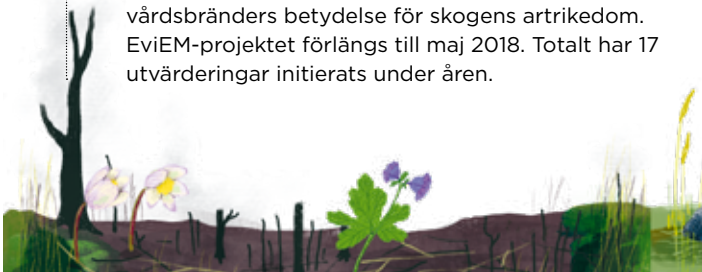 vårdsbränders betydelse för skogens artrikedom.
EviEM-projektet förlängs till maj 2018. Totalt har 17
utvärderingar initierats under åren.